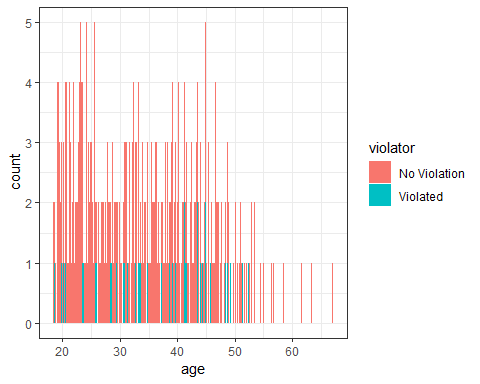 5
4
3
2
1
0
count
20 30 40 50 60
age
violator
No Violation
Violated